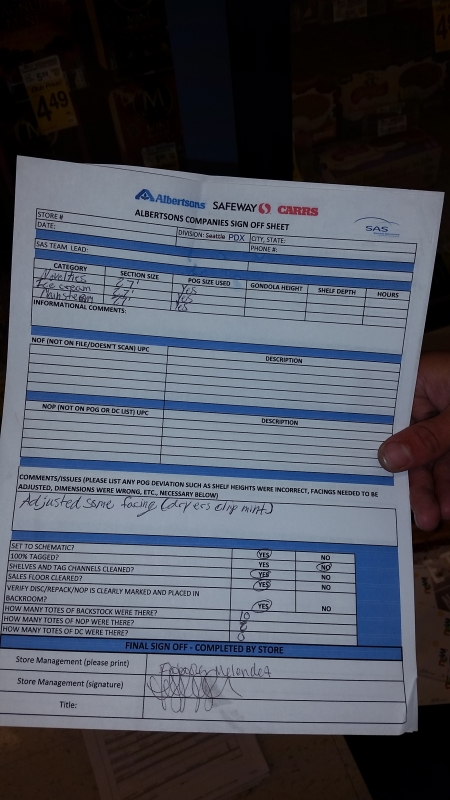 4.49
Albertsons SAFEWAY CARRS
ALBERTSONS COMPANIES SIGN OFF SHEET
SAS
STORE #
DATE: DIVISION: Seattle PDX CITY, STATE:
SAS TEAM LEAD: PHONE #:
CATEGORY SECTION SIZE POG SIZE USED GONDOLA HEIGHT SHELF DEPTH HOURS
Novelties 27' Yes
Ice cream 27' Yes
27' Yes
INFORMATIONAL COMMENTS:
NOF (NOT ON FILE/DOESN'T SCAN) UPC DESCRIPTION
NOP (NOT ON POG OR DC LIST) UPC DESCRIPTION
COMMENTS/ISSUES (PLEASE LIST ANY POG DEVIATION SUCH AS SHELF HEIGHTS WERE INCORRECT, FACINGS NEEDED TO BE
ADJUSTED, DIMENSIONS WERE WRONG, ETC., NECESSARY BELOW)
Adjusted some facing (dryers chip mint)
SET TO SCHEMATIC? YES NO
100% TAGGED? YES NO
SHELVES AND TAG CHANNELS CLEANED? YES NO
SALES FLOOR CLEARED?
VERIFY DISC/REPACK/NOP IS CLEARLY MARKED AND PLACED IN
BACKROOM? YES NO
HOW MANY TOTES OF BACKSTOCK WERE THERE? 10
HOW MANY TOTES OF NOP WERE THERE?
HOW MANY TOTES OF DC WERE THERE?
FINAL SIGN OFF - COMPLETED BY STORE
Store Management (please print) Melendez
Store Management (signature)
Title: